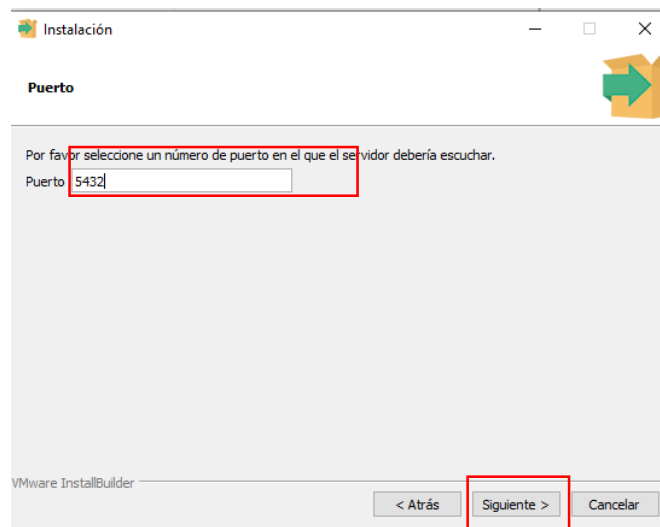 Instalación
Puerto
Por favor seleccione un número de puerto en el que el servidor debería escuchar.
Puerto 5432
VMware InstallBuilder
< Atrás Siguiente > Cancelar